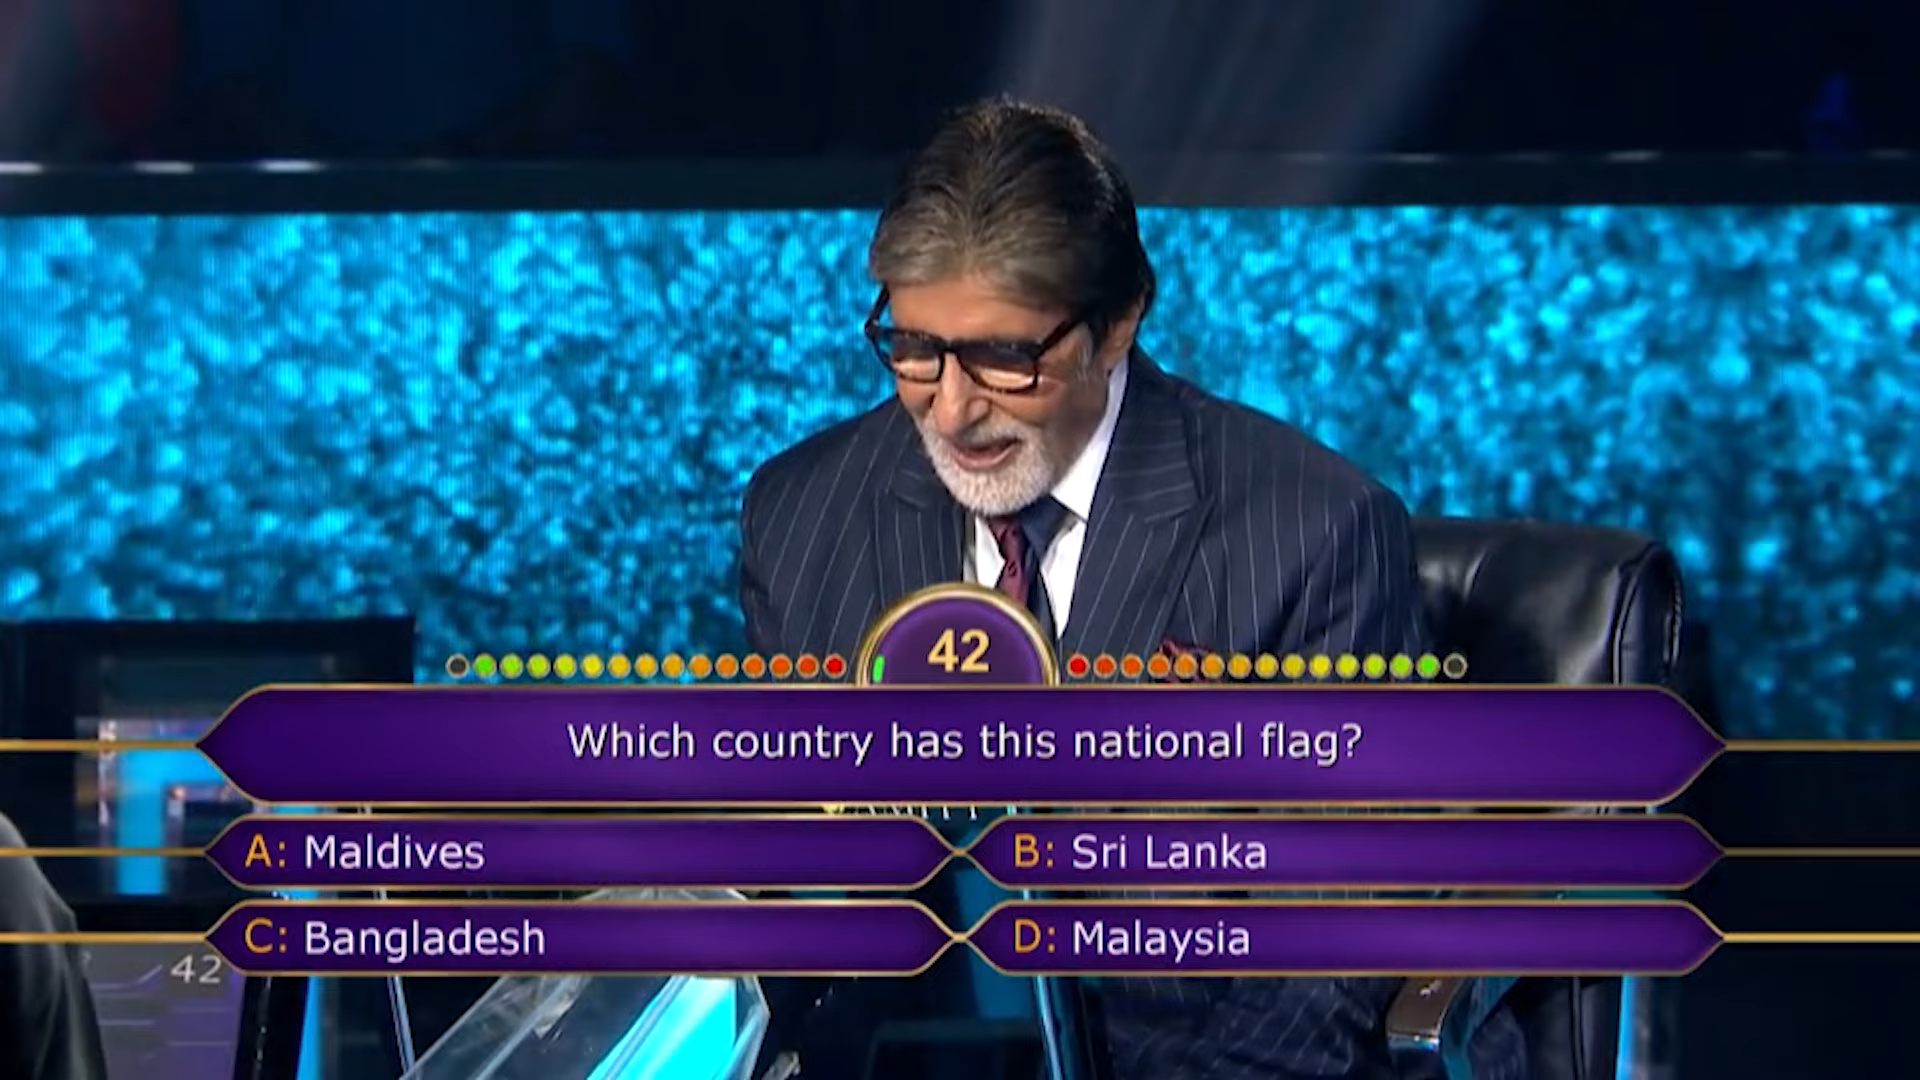 42
Which country has this national flag?
A: Maldives
B: Sri Lanka
C: Bangladesh
D: Malaysia
42